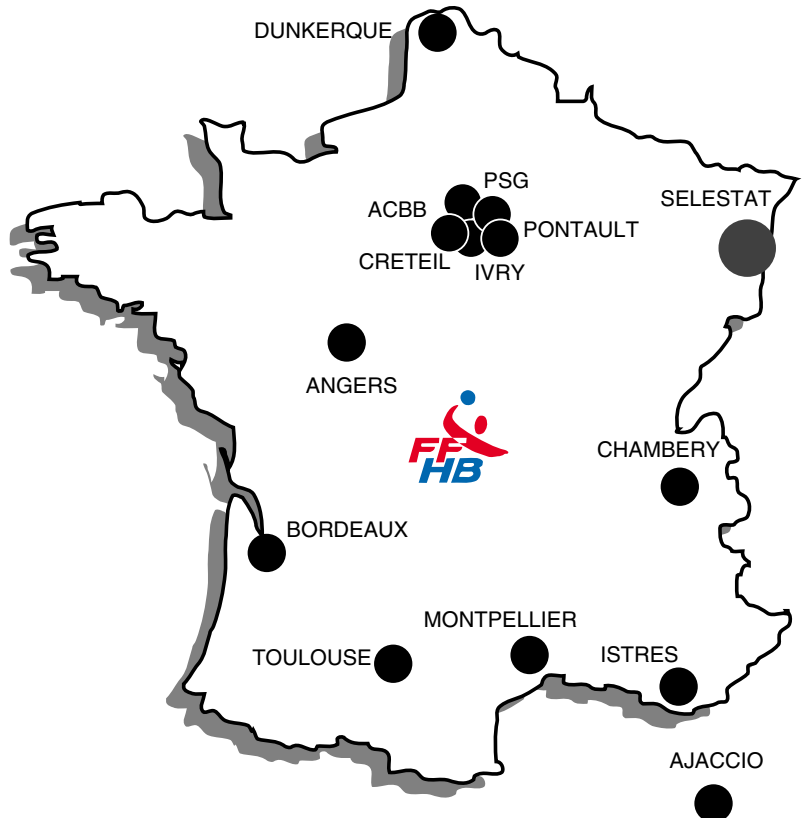 DUNKERQUE
PSG
ACBB
SELESTAT
PONTAULT
CRETEIL
IVRY
ANGERS
FF
HB
CHAMBERY
BORDEAUX
MONTPELLIER
TOULOUSE
ISTRES
AJACCIO